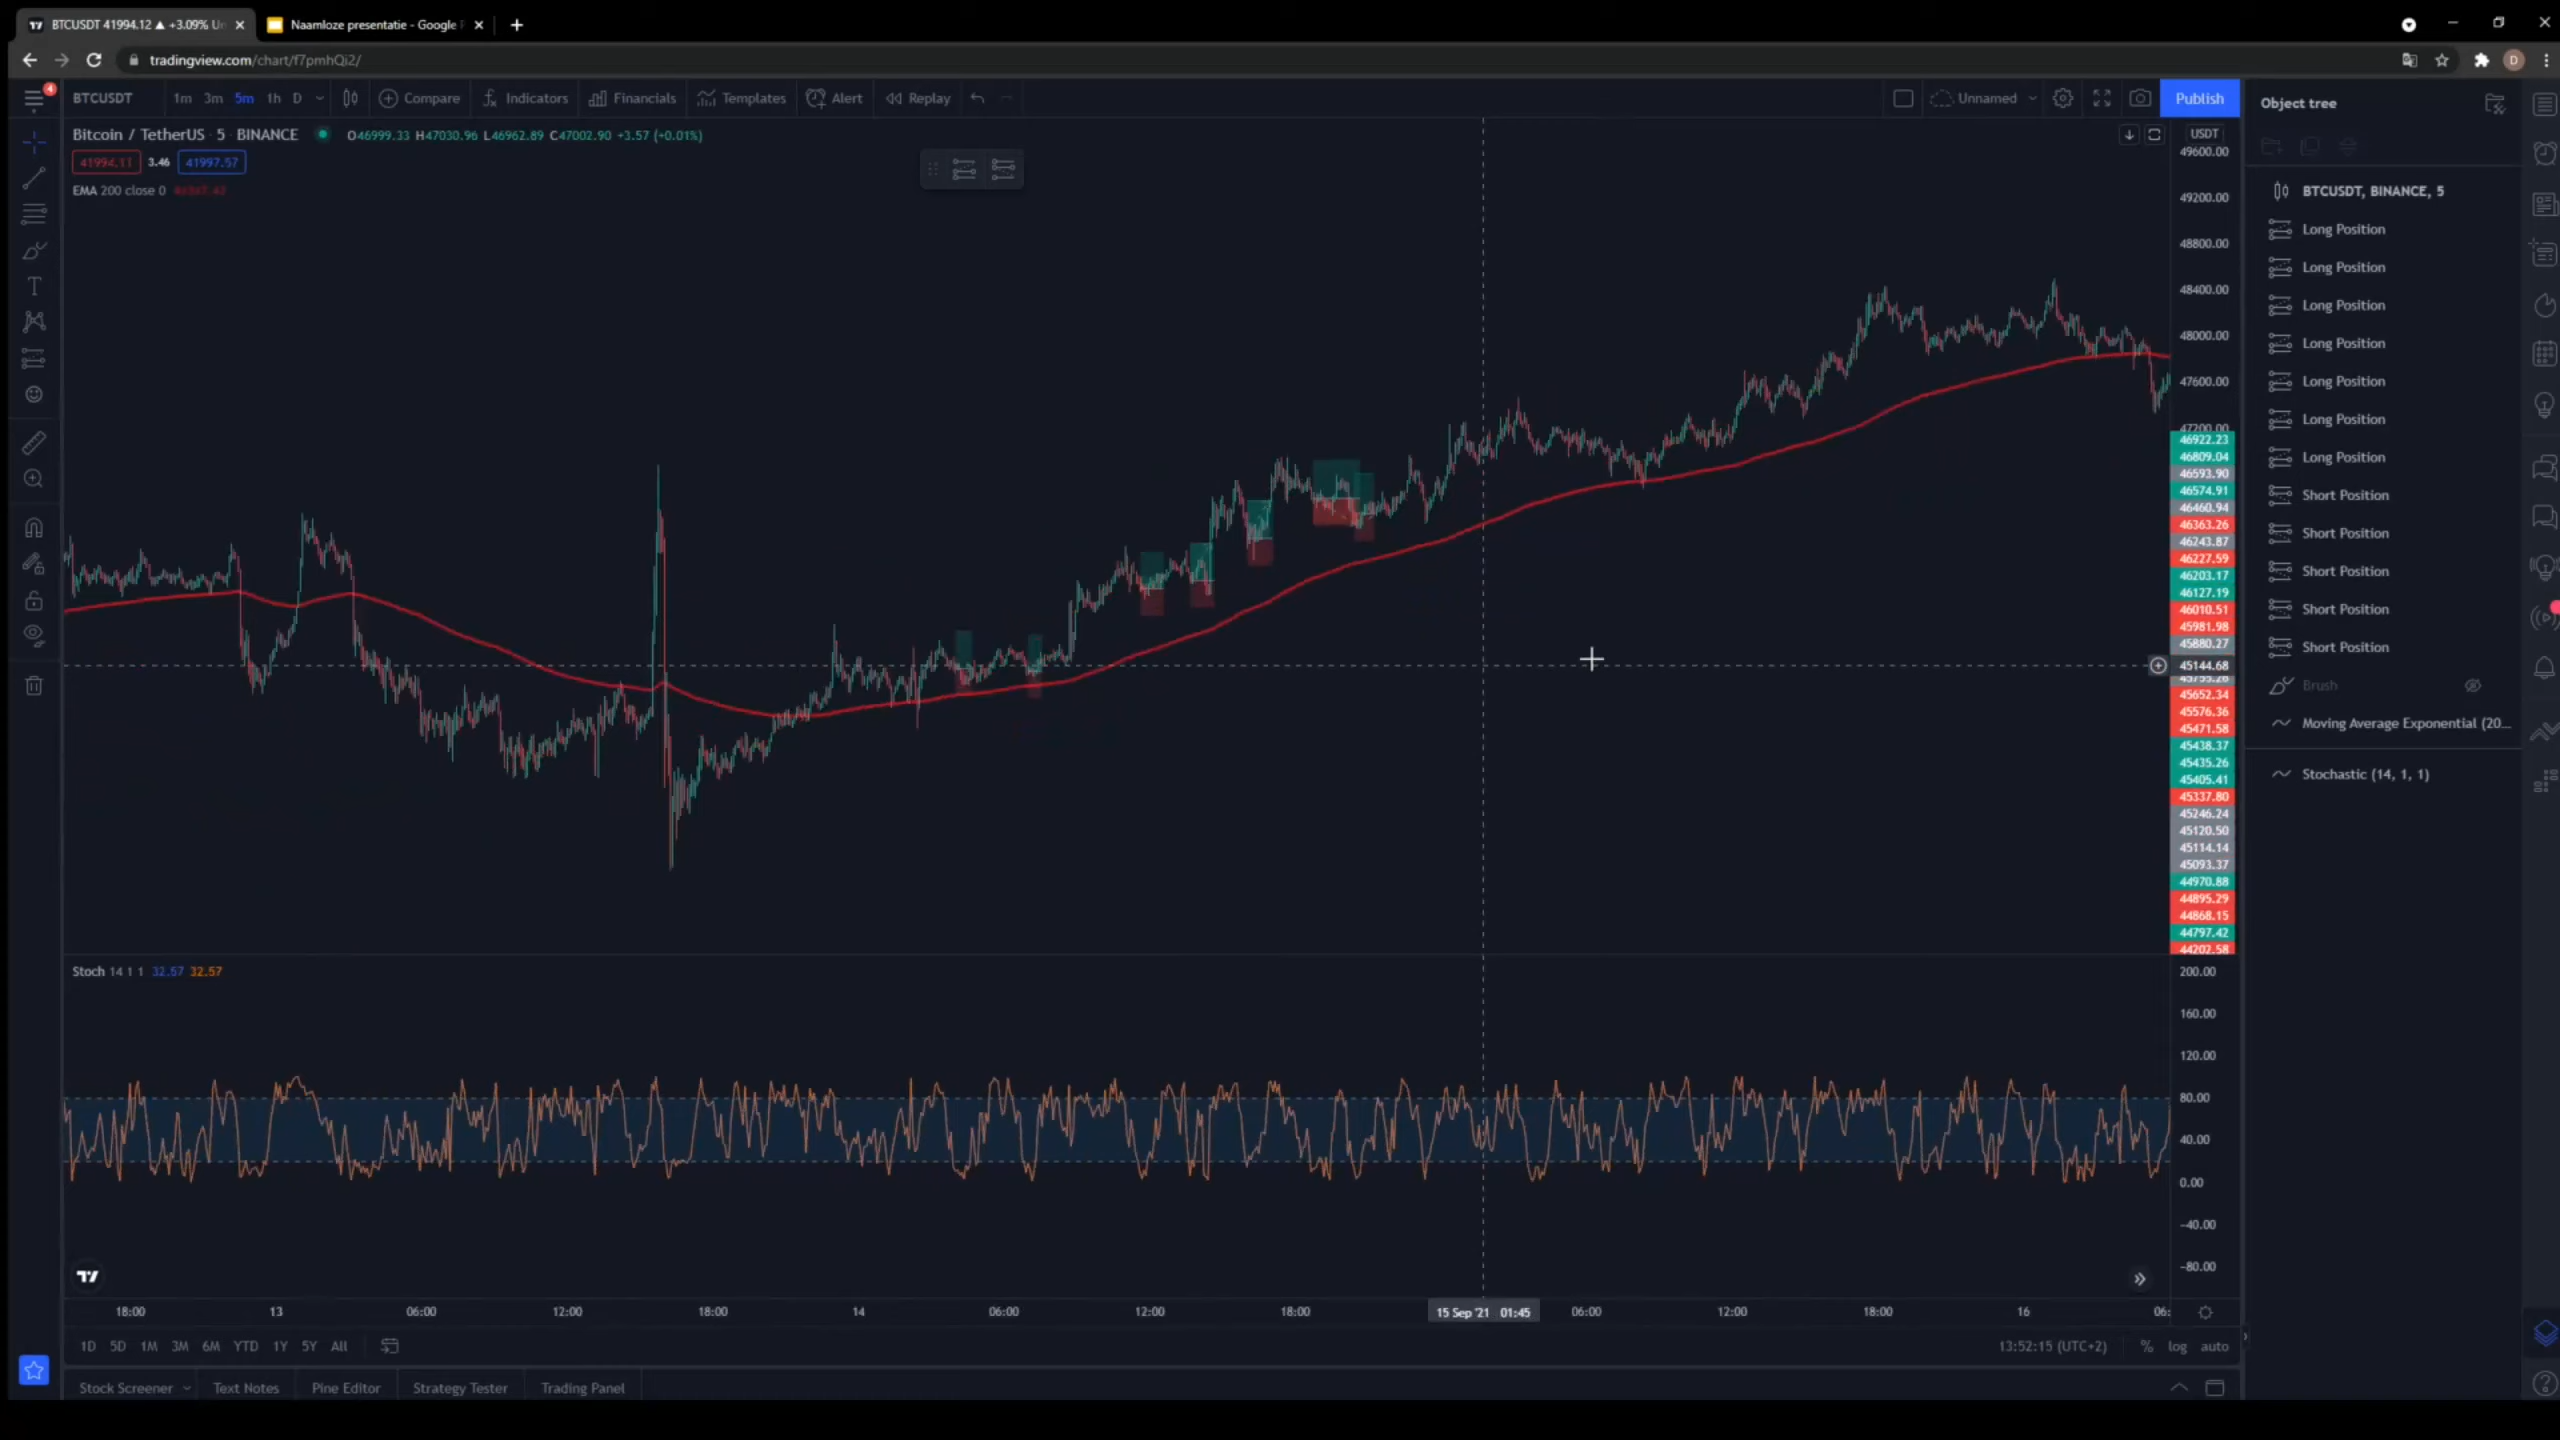 BTCUSDT 41994.12 ▲ +3.09% Un
Naamloze presentatie - Google
tradingview.com/chart/f7pmhQi2/
4
BTCUSDT 1m 3m 5m 1h D Compare Indicators Financials Templates Alert Replay Unnamed Publish
Object tree
Bitcoin / TetherUS · 5 · BINANCE O46999.33 H47030.96 L46962.89 C47002.90 +3.57 (+0.01%)
41994.11 3.46 41997.57
EMA 200 close 0
USDT
49600.00
49200.00
48800.00
48400.00
48000.00
47600.00
47200.00
46922.23
46809.04
46593.90
46574.91
46460.94
46363.26
46243.87
46227.59
46203.17
46127.19
46010.51
45981.98
45880.27
45144.68
45652.34
45576.36
45471.58
45438.37
45435.26
45405.41
45337.80
45246.24
45120.50
45114.14
45093.37
44970.88
44895.29
44868.15
44797.42
44202.58
BTCUSDT, BINANCE, 5
Long Position
Long Position
Long Position
Long Position
Long Position
Long Position
Long Position
Short Position
Short Position
Short Position
Short Position
Short Position
Brush
Moving Average Exponential (20...
Stochastic (14, 1, 1)
Stoch 14 1 1 32.57 32.57
200.00
160.00
120.00
80.00
40.00
0.00
−40.00
−80.00
18:00 13 06:00 12:00 18:00 14 06:00 12:00 18:00 15 Sep '21 01:45 06:00 12:00 18:00 16 06:
1D 5D 1M 3M 6M YTD 1Y 5Y All 13:52:15 (UTC+2) % log auto
Stock Screener Text Notes Pine Editor Strategy Tester Trading Panel